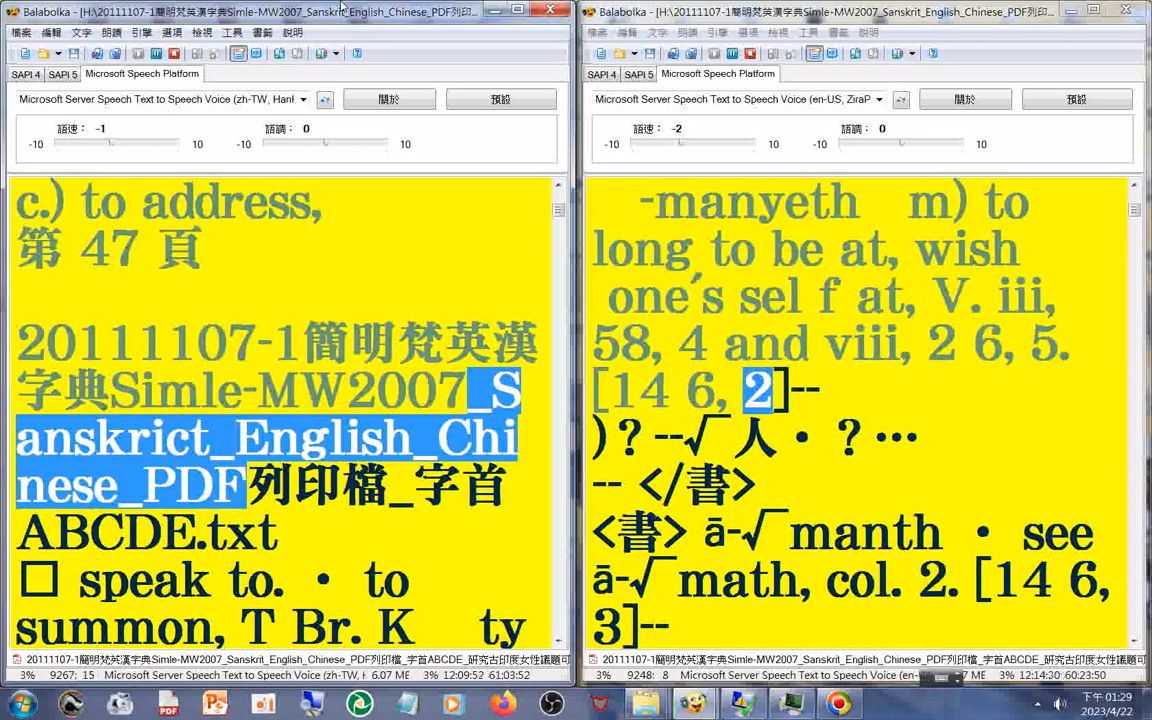 Balabolka - [H:\20111107-1簡明梵英漢字典Simle-MW2007_Sanskrit_English_Chinese_PDF列印
檔案 編輯 文字 朗讀 引擎 選項 檢視 工具 書籤 說明
SAPI 4 SAPI 5 Microsoft Speech Platform
Microsoft Server Speech Text to Speech Voice (zh-TW, Hanl
關於 預設
語速： -1 語調： 0
-10 10 -10 10
c.) to address,
第 47 頁
20111107-1簡明梵英漢
字典Simle-MW2007_S
anskrict_English_Chi
nese_PDF列印檔_字首
ABCDE.txt
□ speak to. • to
summon, T Br. K ty
20111107-1簡明梵英漢字典Simle-MW2007_Sanskrit_English_Chinese_PDF列印檔_字首ABCDE_研究古印度女性議題可
3% 9267; 15 Microsoft Server Speech Text to Speech Voice (zh-TW, H 6.07 ME 3% 12:09:52 61:03:52
Balabolka - [H:\20111107-1簡明梵英漢字典Simle-MW2007_Sanskrit_English_Chinese_PDF列印
檔案 編輯 文字 朗讀 引擎 選項 檢視 工具 書籤 說明
SAPI 4 SAPI 5 Microsoft Speech Platform
Microsoft Server Speech Text to Speech Voice (en-US, ZiraP
關於 預設
語速： -2 語調： 0
-10 10 -10 10
-manyeth m) to
long to be at, wish
one´s sel f at, V. iii,
58, 4 and viii, 2 6, 5.
[14 6, 2]--
)？--√人 • ？…
-- </書>
<書> ā-√manth • see
ā-√math, col. 2. [14 6,
3]--
20111107-1簡明梵英漢字典Simle-MW2007_Sanskrit_English_Chinese_PDF列印檔_字首ABCDE_研究古印度女性議題可
3% 9248: 8 Microsoft Server Speech Text to Speech Voice (en-US, 6.07 ME 3% 12:14:30 60:23:50
下午 01:29
2023/4/22